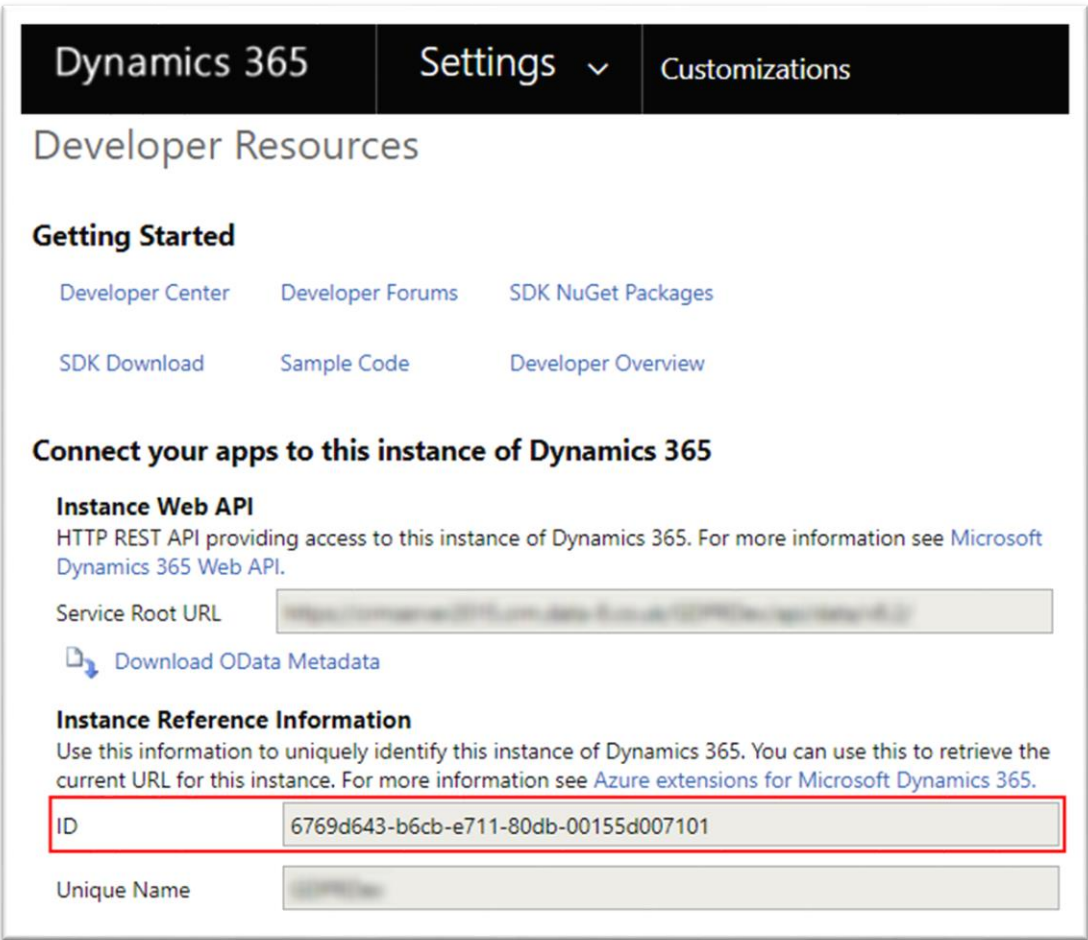 Dynamics 365 Settings Customizations
Developer Resources
Getting Started
Developer Center Developer Forums SDK NuGet Packages
SDK Download Sample Code Developer Overview
Connect your apps to this instance of Dynamics 365
Instance Web API
HTTP REST API providing access to this instance of Dynamics 365. For more information see Microsoft
Dynamics 365 Web API.
Service Root URL
Download OData Metadata
Instance Reference Information
Use this information to uniquely identify this instance of Dynamics 365. You can use this to retrieve the
current URL for this instance. For more information see Azure extensions for Microsoft Dynamics 365.
ID 6769d643-b6cb-e711-80db-00155d007101
Unique Name